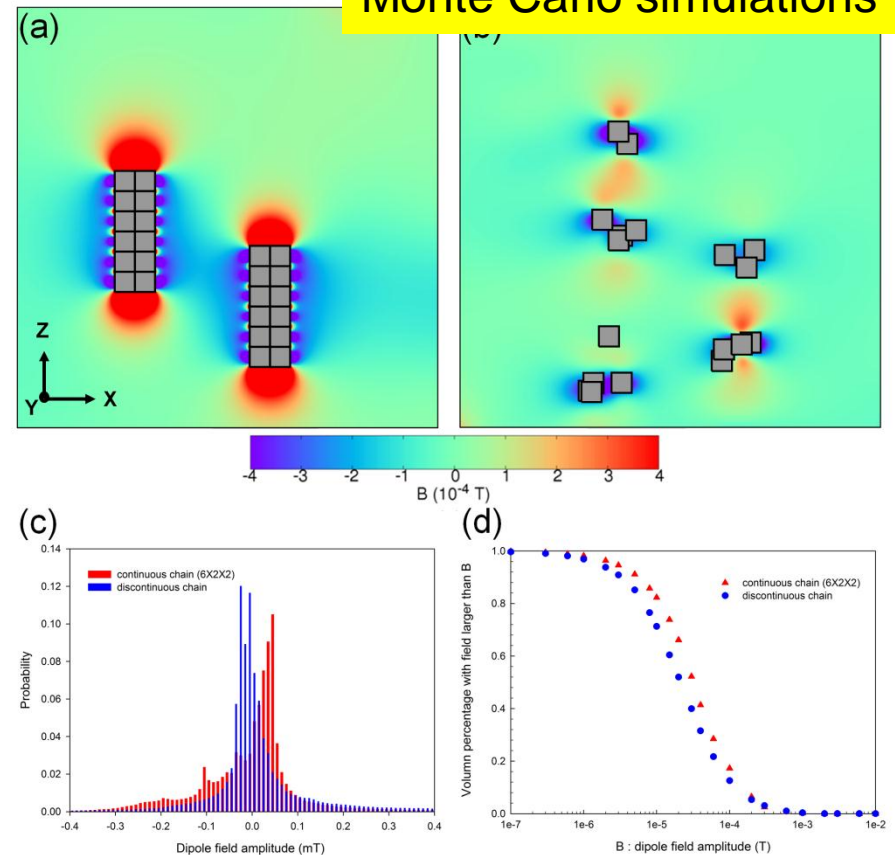 Monte Carlo simulations
(a)
(b)
Z
Y
X
-4 -3 -2 -1 0 1 2 3 4
B (10⁻⁴ T)
(c)
(d)
0.14
0.12
0.10
0.08
0.06
0.04
0.02
0.00
Probability
continuous chain (6X2X2)
discontinuous chain
-0.4 -0.3 -0.2 -0.1 0.0 0.1 0.2 0.3 0.4
Dipole field amplitude (mT)
1.0
0.8
0.6
0.4
0.2
0.0
Volumn percentage with field larger than B
continuous chain (6X2X2)
discontinuous chain
1e-7 1e-6 1e-5 1e-4 1e-3 1e-2
B : dipole field amplitude (T)